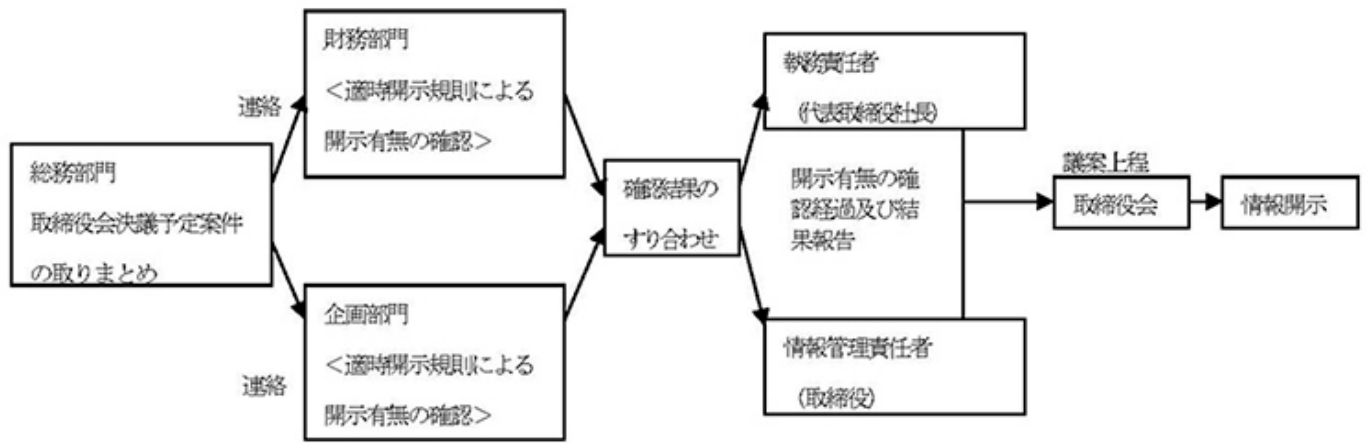 総務部門
取締役会決議予定案件
の取りまとめ
連絡
財務部門
＜適時開示規則による
開示有無の確認＞
連絡
企画部門
＜適時開示規則による
開示有無の確認＞
確認結果の
すり合わせ
執務責任者
（代表取締役社長）
開示有無の確
認経過及び結
果報告
情報管理責任者
（取締役）
議案上程
取締役会
情報開示